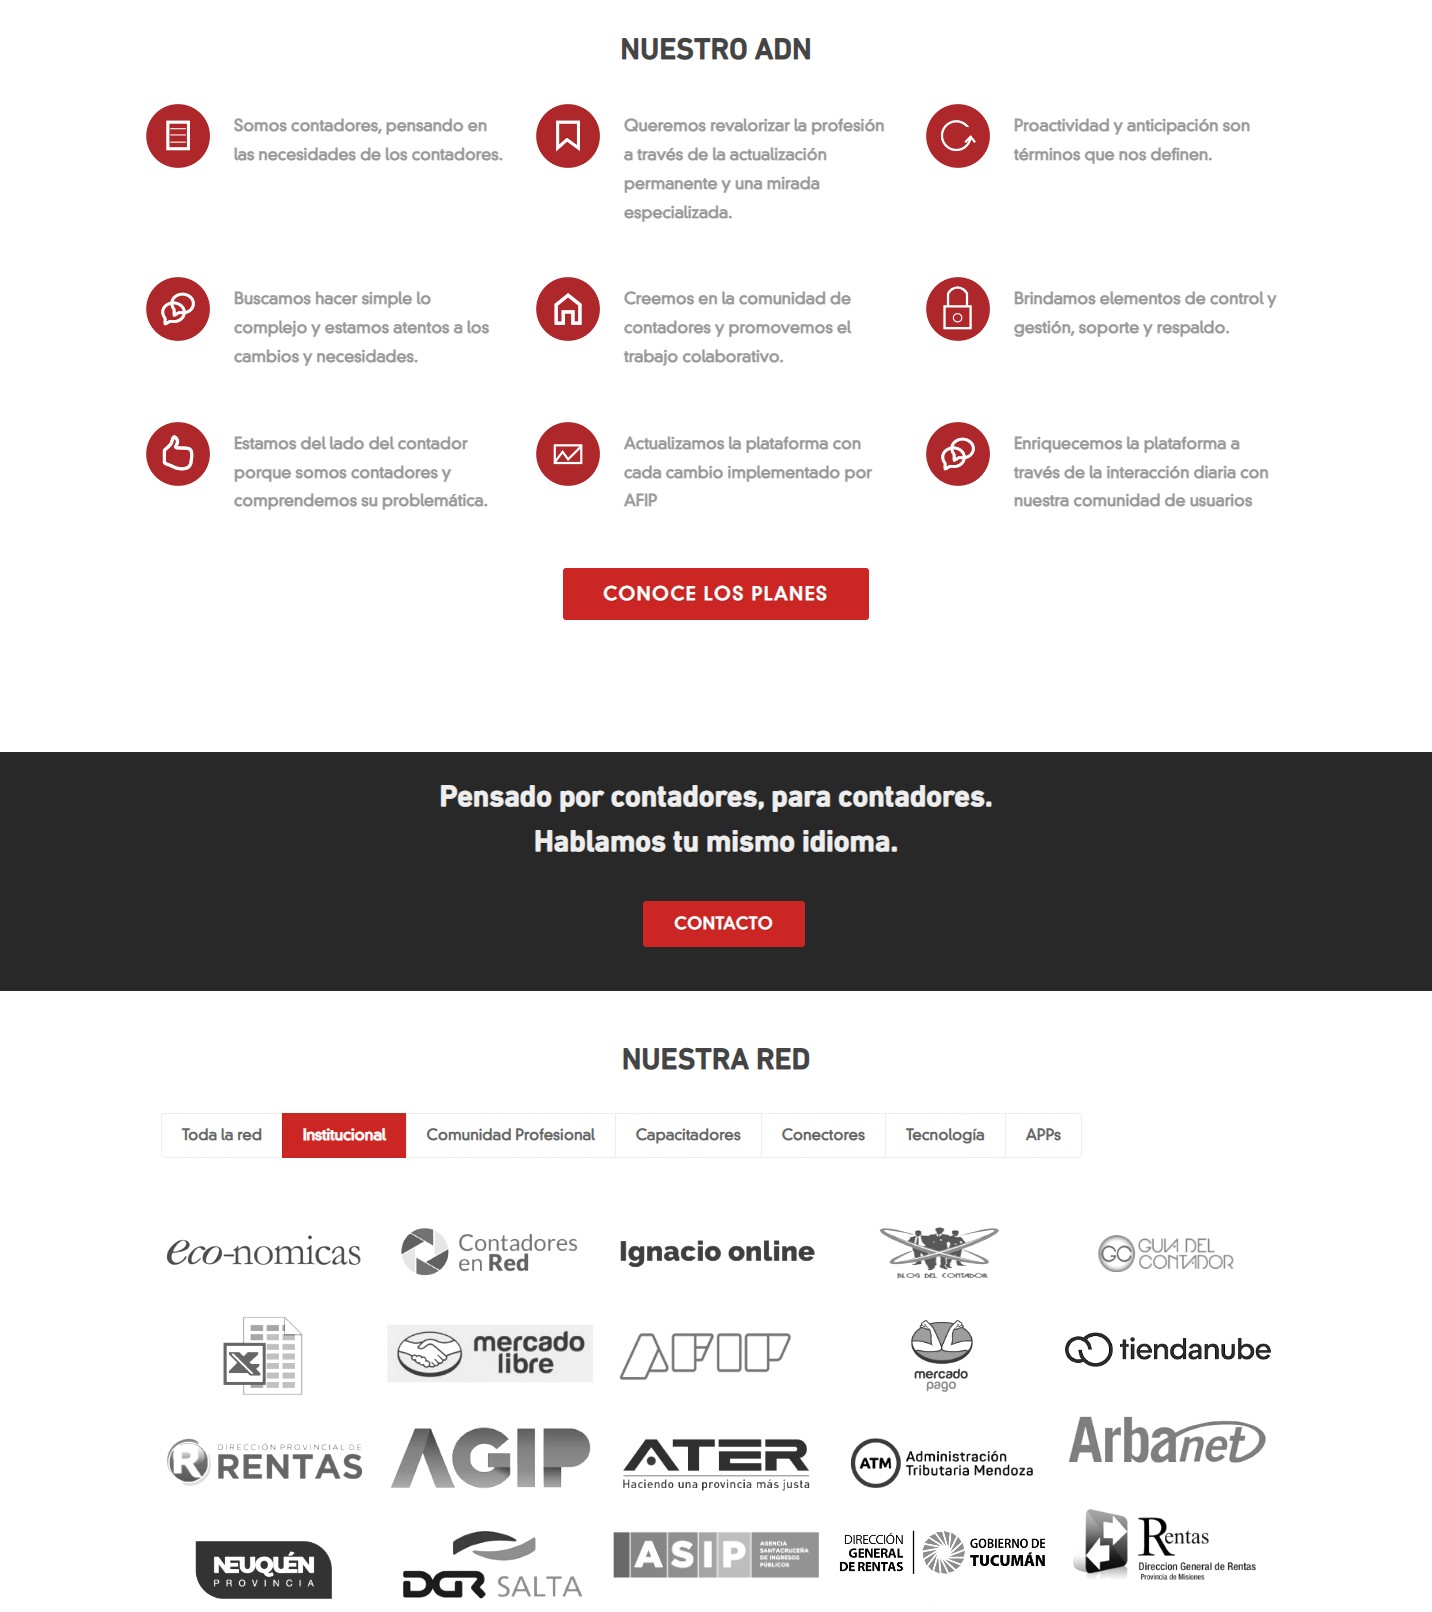 NUESTRO ADN
Somos contadores, pensando en
las necesidades de los contadores.
Queremos revalorizar la profesión
a través de la actualización
permanente y una mirada
especializada.
Proactividad y anticipación son
términos que nos definen.
Buscamos hacer simple lo
complejo y estamos atentos a los
cambios y necesidades.
Creemos en la comunidad de
contadores y promovemos el
trabajo colaborativo.
Brindamos elementos de control y
gestión, soporte y respaldo.
Estamos del lado del contador
porque somos contadores y
comprendemos su problemática.
Actualizamos la plataforma con
cada cambio implementado por
AFIP
Enriquecemos la plataforma a
través de la interacción diaria con
nuestra comunidad de usuarios
CONOCE LOS PLANES
Pensado por contadores, para contadores.
Hablamos tu mismo idioma.
CONTACTO
NUESTRA RED
Toda la red
Institucional
Comunidad Profesional
Capacitadores
Conectores
Tecnología
APPs
eco-nomicas
Contadores
en Red
Ignacio online
BLOG DEL CONTADOR
GC
GUIA DEL
CONTADOR
X
mercado
libre
AFIP
mercado
pago
tiendanube
R
DIRECCIÓN PROVINCIAL DE
RENTAS
AGIP
ATER
Haciendo una provincia más justa
ATM
Administración
Tributaria Mendoza
Arbanet
NEUQUÉN
PROVINCIA
DGR SALTA
ASIP
AGENCIA
SANTACRUCEÑA
DE INGRESOS
PÚBLICOS
DIRECCIÓN
GENERAL
DE RENTAS
GOBIERNO DE
TUCUMÁN
Rentas
Direccion General de Rentas
Provincia de Misiones